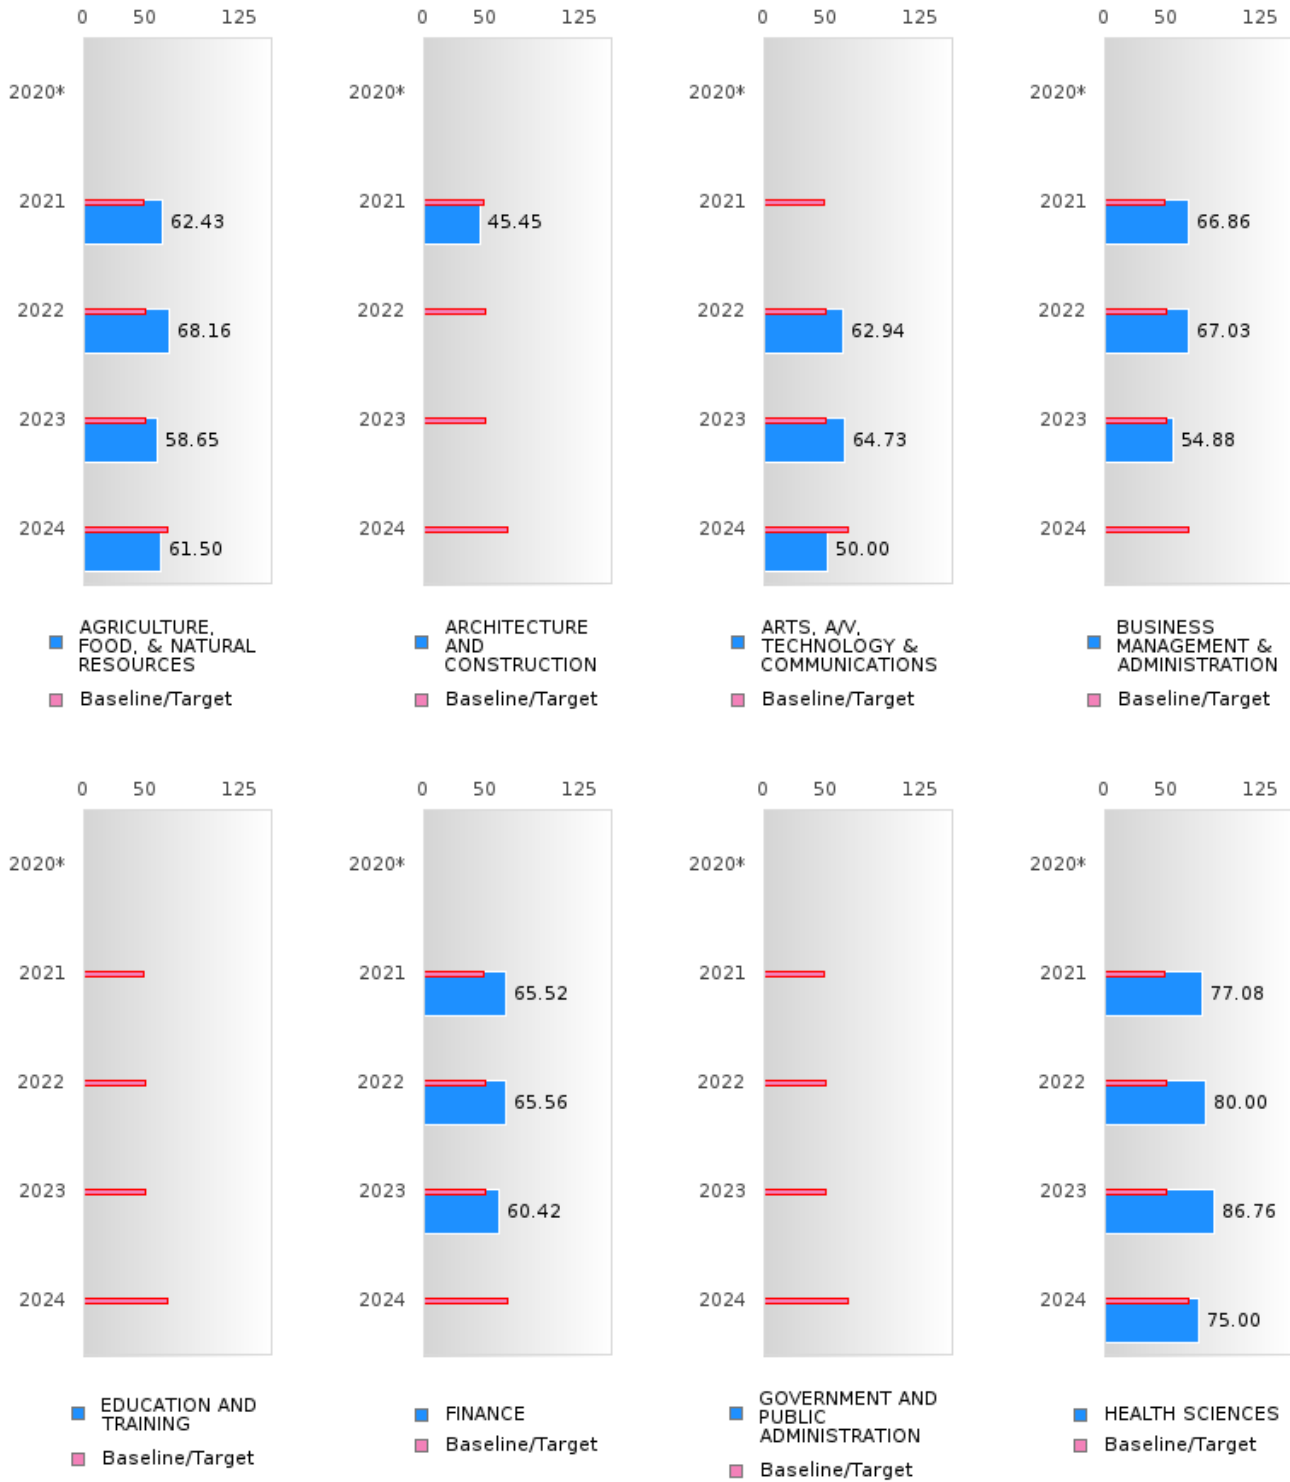 0 50 125
2020*
2021 62.43
2022 68.16
2023 58.65
2024 61.50
AGRICULTURE,
FOOD, & NATURAL
RESOURCES
Baseline/Target
0 50 125
2020*
2021 45.45
2022
2023
2024
ARCHITECTURE
AND
CONSTRUCTION
Baseline/Target
0 50 125
2020*
2021
2022 62.94
2023 64.73
2024 50.00
ARTS, A/V,
TECHNOLOGY &
COMMUNICATIONS
Baseline/Target
0 50 125
2020*
2021 66.86
2022 67.03
2023 54.88
2024
BUSINESS
MANAGEMENT &
ADMINISTRATION
Baseline/Target
0 50 125
2020*
2021
2022
2023
2024
EDUCATION AND
TRAINING
Baseline/Target
0 50 125
2020*
2021 65.52
2022 65.56
2023 60.42
2024
FINANCE
Baseline/Target
0 50 125
2020*
2021
2022
2023
2024
GOVERNMENT AND
PUBLIC
ADMINISTRATION
Baseline/Target
0 50 125
2020*
2021 77.08
2022 80.00
2023 86.76
2024 75.00
HEALTH SCIENCES
Baseline/Target